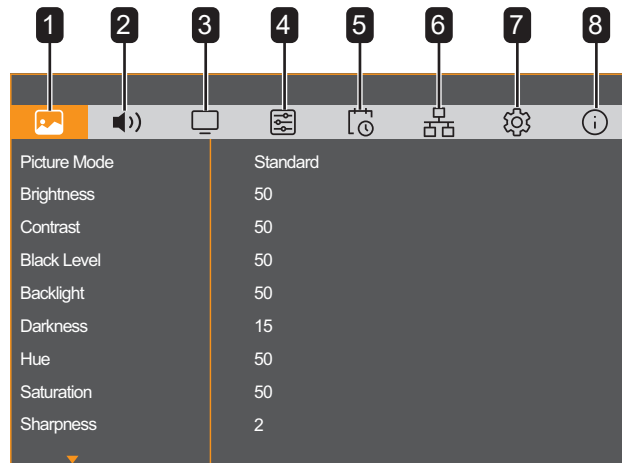 1 2 3 4 5 6 7 8
Picture Mode Standard
Brightness 50
Contrast 50
Black Level 50
Backlight 50
Darkness 15
Hue 50
Saturation 50
Sharpness 2